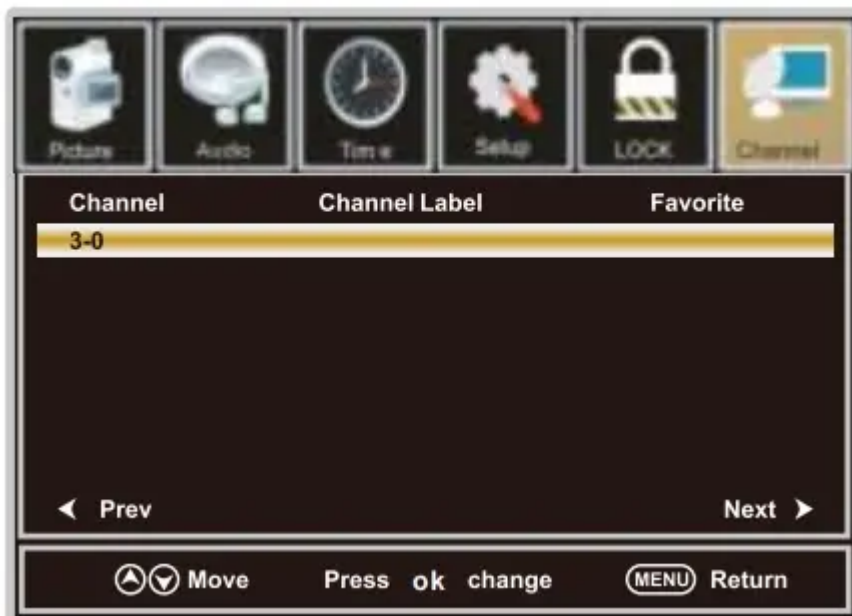 Picture Audio Tim e Setup LOCK Channel
Channel Channel Label Favorite
3-0
Prev Next
Move Press ok change MENU Return